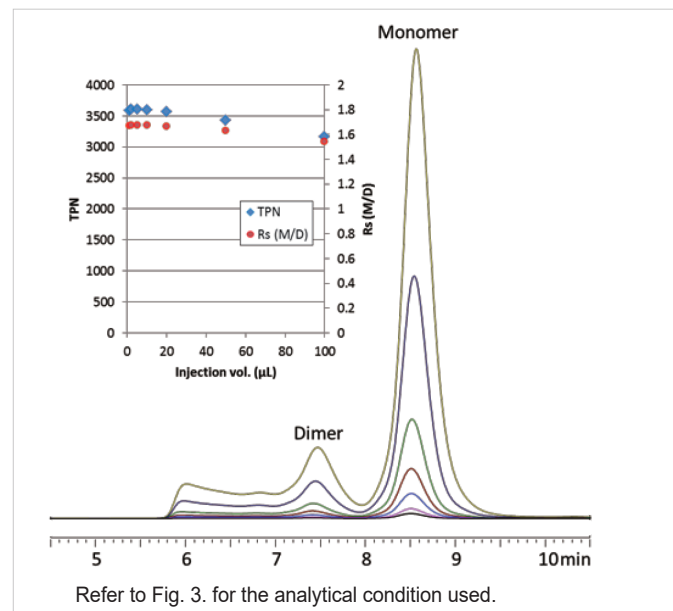 Monomer
4000
3500
3000
2500
2000
1500
1000
500
0
TPN
2
1.8
1.6
1.4
1.2
1
0.8
0.6
0.4
0.2
0
Rs (M/D)
TPN
Rs (M/D)
0 20 40 60 80 100
Injection vol. (µL)
Dimer
5 6 7 8 9 10min
Refer to Fig. 3. for the analytical condition used.